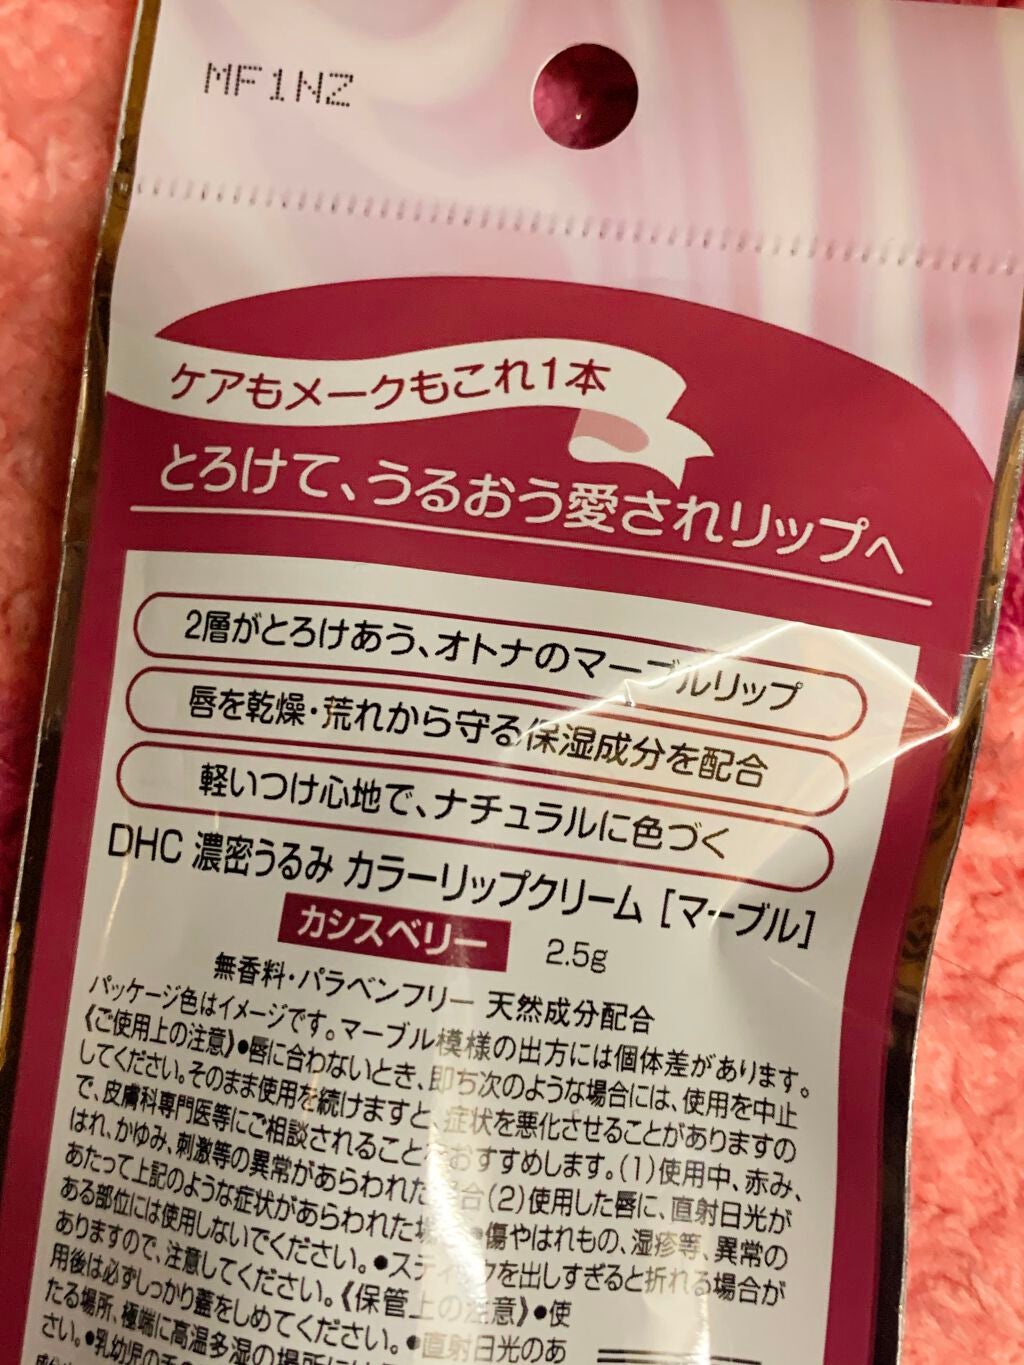 MF1NZ
ケアもメークもこれ1本
とろけて、うるおう愛されリップへ
2層がとろけあう、オトナのマーブルリップ
唇を乾燥・荒れから守る保湿成分を配合
軽いつけ心地で、ナチュラルに色づく
DHC 濃密うるみ カラーリップクリーム [マーブル]
カシスベリー 2.5g
無香料・パラベンフリー 天然成分配合
パッケージ色はイメージです。マーブル模様の出方には個体差があります。
《ご使用上の注意》●唇に合わないとき、即ち次のような場合には、使用を中止
してください。そのまま使用を続けますと、症状を悪化させることがありますの
で、皮膚科専門医等にご相談されること おすすめします。(1)使用中、赤み、
はれ、かゆみ、刺激等の異常があらわれた 合(2)使用した唇に、直射日光が
あたって上記のような症状があらわれた場 ●傷やはれもの、湿疹等、異常の
ある部位には使用しないでください。●スティックを出しすぎると折れる場合が
ありますので、注意してください。《保管上の注意》●使
用後は必ずしっかり蓋をしめてください。●直射日光のあ
たる場所、極端に高温多湿の場所には
さい。●乳幼児の